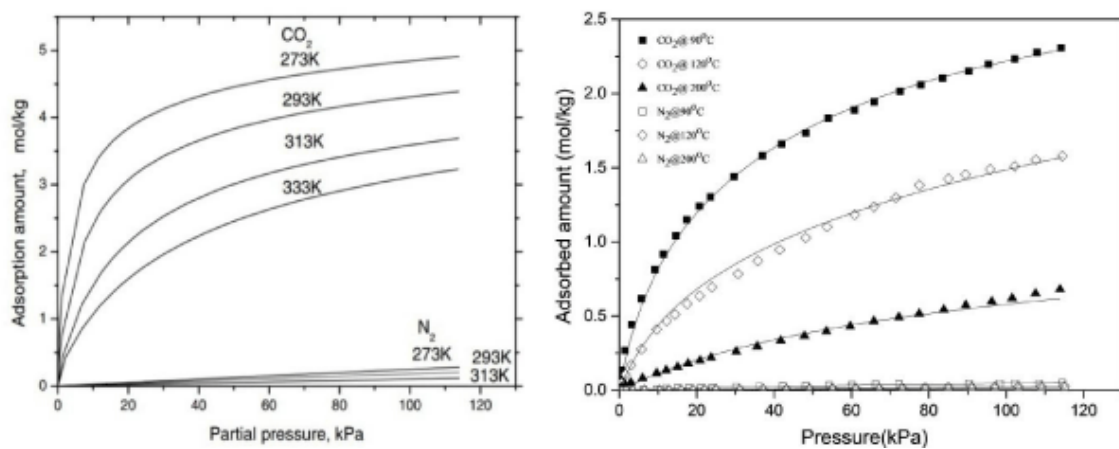 CO2
273K
293K
313K
333K
N2
273K 293K
313K
5
4
3
2
1
0
0 20 40 60 80 100 120
Adsorption amount, mol/kg
Partial pressure, kPa
2.5
2.0
1.5
1.0
0.5
0.0
0 20 40 60 80 100 120
Adsorbed amount (mol/kg)
Pressure(kPa)
CO2@90°C
CO2@120°C
CO2@200°C
N2@90°C
N2@120°C
N2@200°C